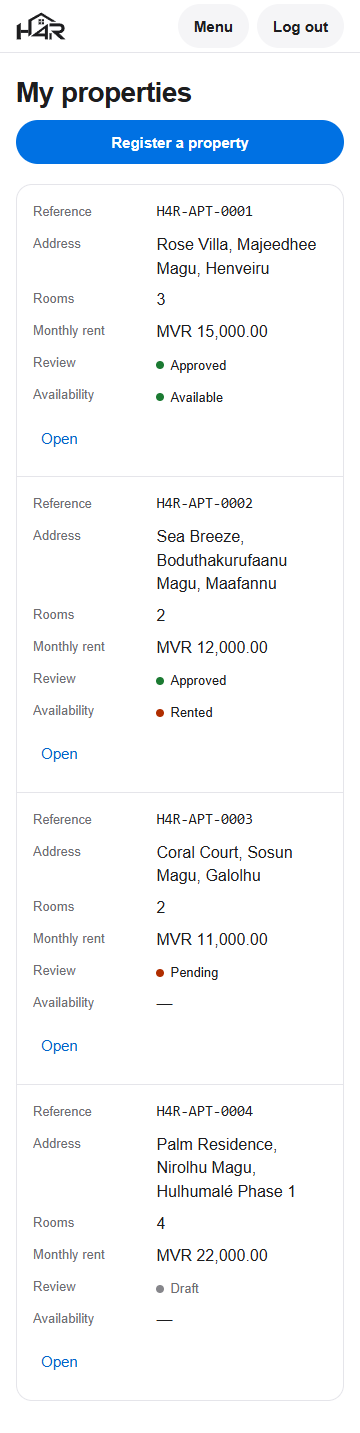 H4R
Menu
Log out
My properties
Register a property
Reference H4R-APT-0001
Address Rose Villa, Majeedhee
Magu, Henveiru
Rooms 3
Monthly rent MVR 15,000.00
Review Approved
Availability Available
Open
Reference H4R-APT-0002
Address Sea Breeze,
Boduthakurufaanu
Magu, Maafannu
Rooms 2
Monthly rent MVR 12,000.00
Review Approved
Availability Rented
Open
Reference H4R-APT-0003
Address Coral Court, Sosun
Magu, Galolhu
Rooms 2
Monthly rent MVR 11,000.00
Review Pending
Availability —
Open
Reference H4R-APT-0004
Address Palm Residence,
Nirolhu Magu,
Hulhumalé Phase 1
Rooms 4
Monthly rent MVR 22,000.00
Review Draft
Availability —
Open